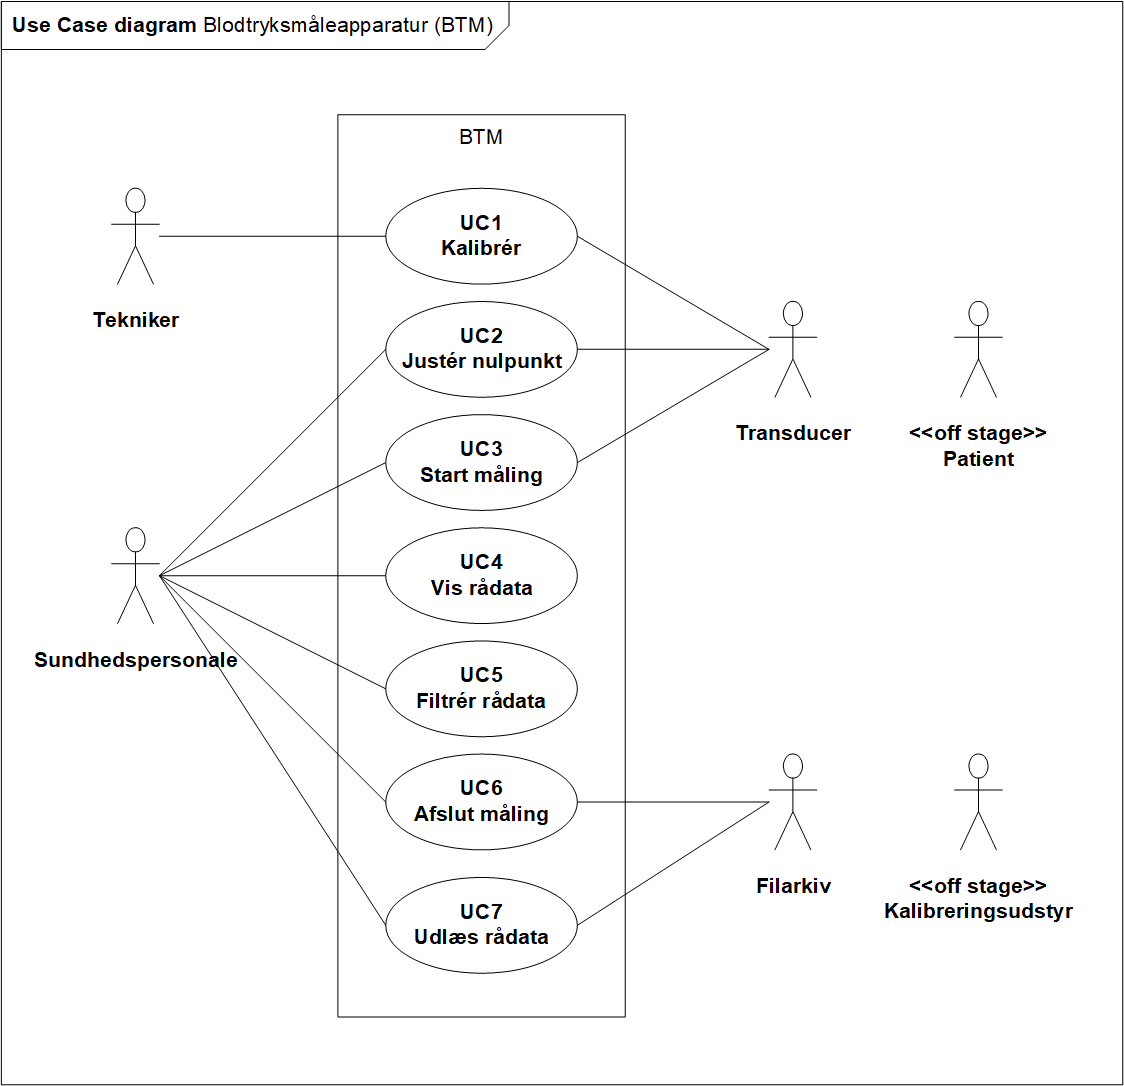 Use Case diagram Blodtryksmåleapparatur (BTM)
BTM
UC1
Kalibrér
Tekniker
UC2
Justér nulpunkt
Transducer
<<off stage>>
Patient
UC3
Start måling
UC4
Vis rådata
Sundhedspersonale
UC5
Filtrér rådata
UC6
Afslut måling
Filarkiv
<<off stage>>
Kalibreringsudstyr
UC7
Udlæs rådata